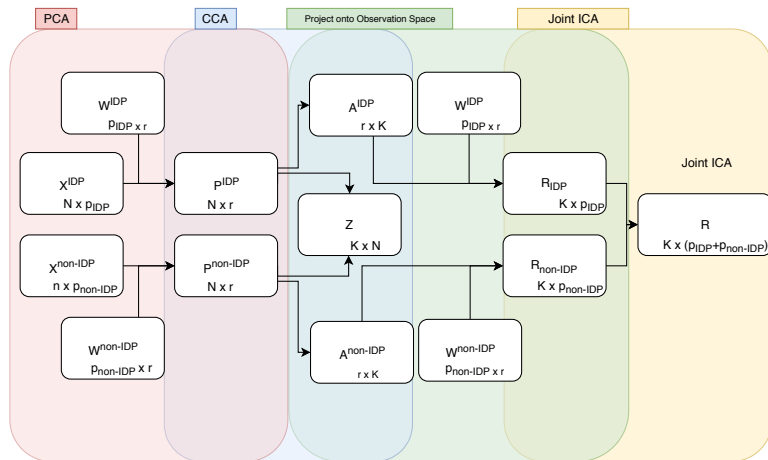 PCA
CCA
Project onto Observation Space
Joint ICA
W^IDP
p_IDP x r
A^IDP
r x K
W^IDP
p_IDP x r
X^IDP
N x p_IDP
P^IDP
N x r
R_IDP
K x p_IDP
Joint ICA
Z
K x N
R
K x (p_IDP+p_non-IDP)
X^non-IDP
n x p_non-IDP
P^non-IDP
N x r
R_non-IDP
K x p_non-IDP
W^non-IDP
p_non-IDP x r
A^non-IDP
r x K
W^non-IDP
p_non-IDP x r